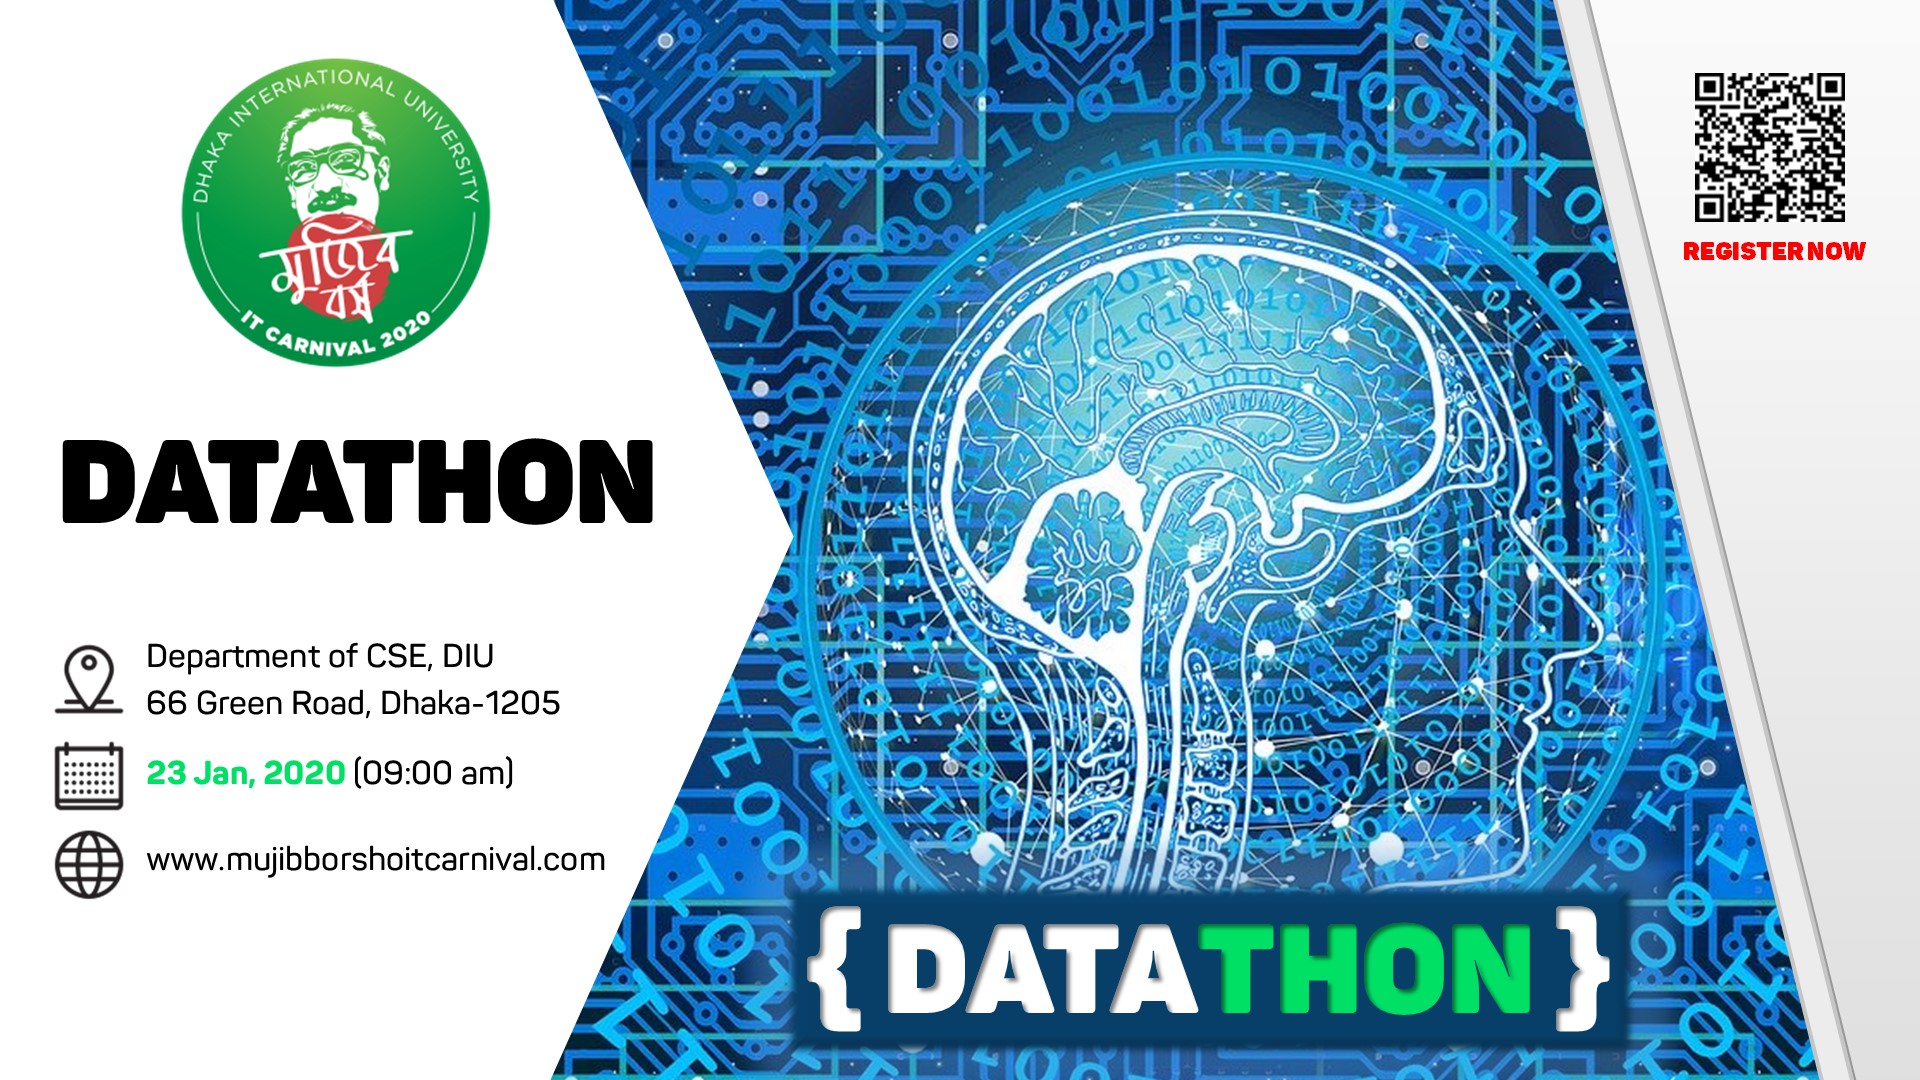 DHAKA INTERNATIONAL UNIVERSITY
মুজিব
বর্ষ
IT CARNIVAL 2020
DATATHON
Department of CSE, DIU
66 Green Road, Dhaka-1205
23 Jan, 2020 (09:00 am)
www.mujibborshoitcarnival.com
{ DATATHON }
REGISTER NOW